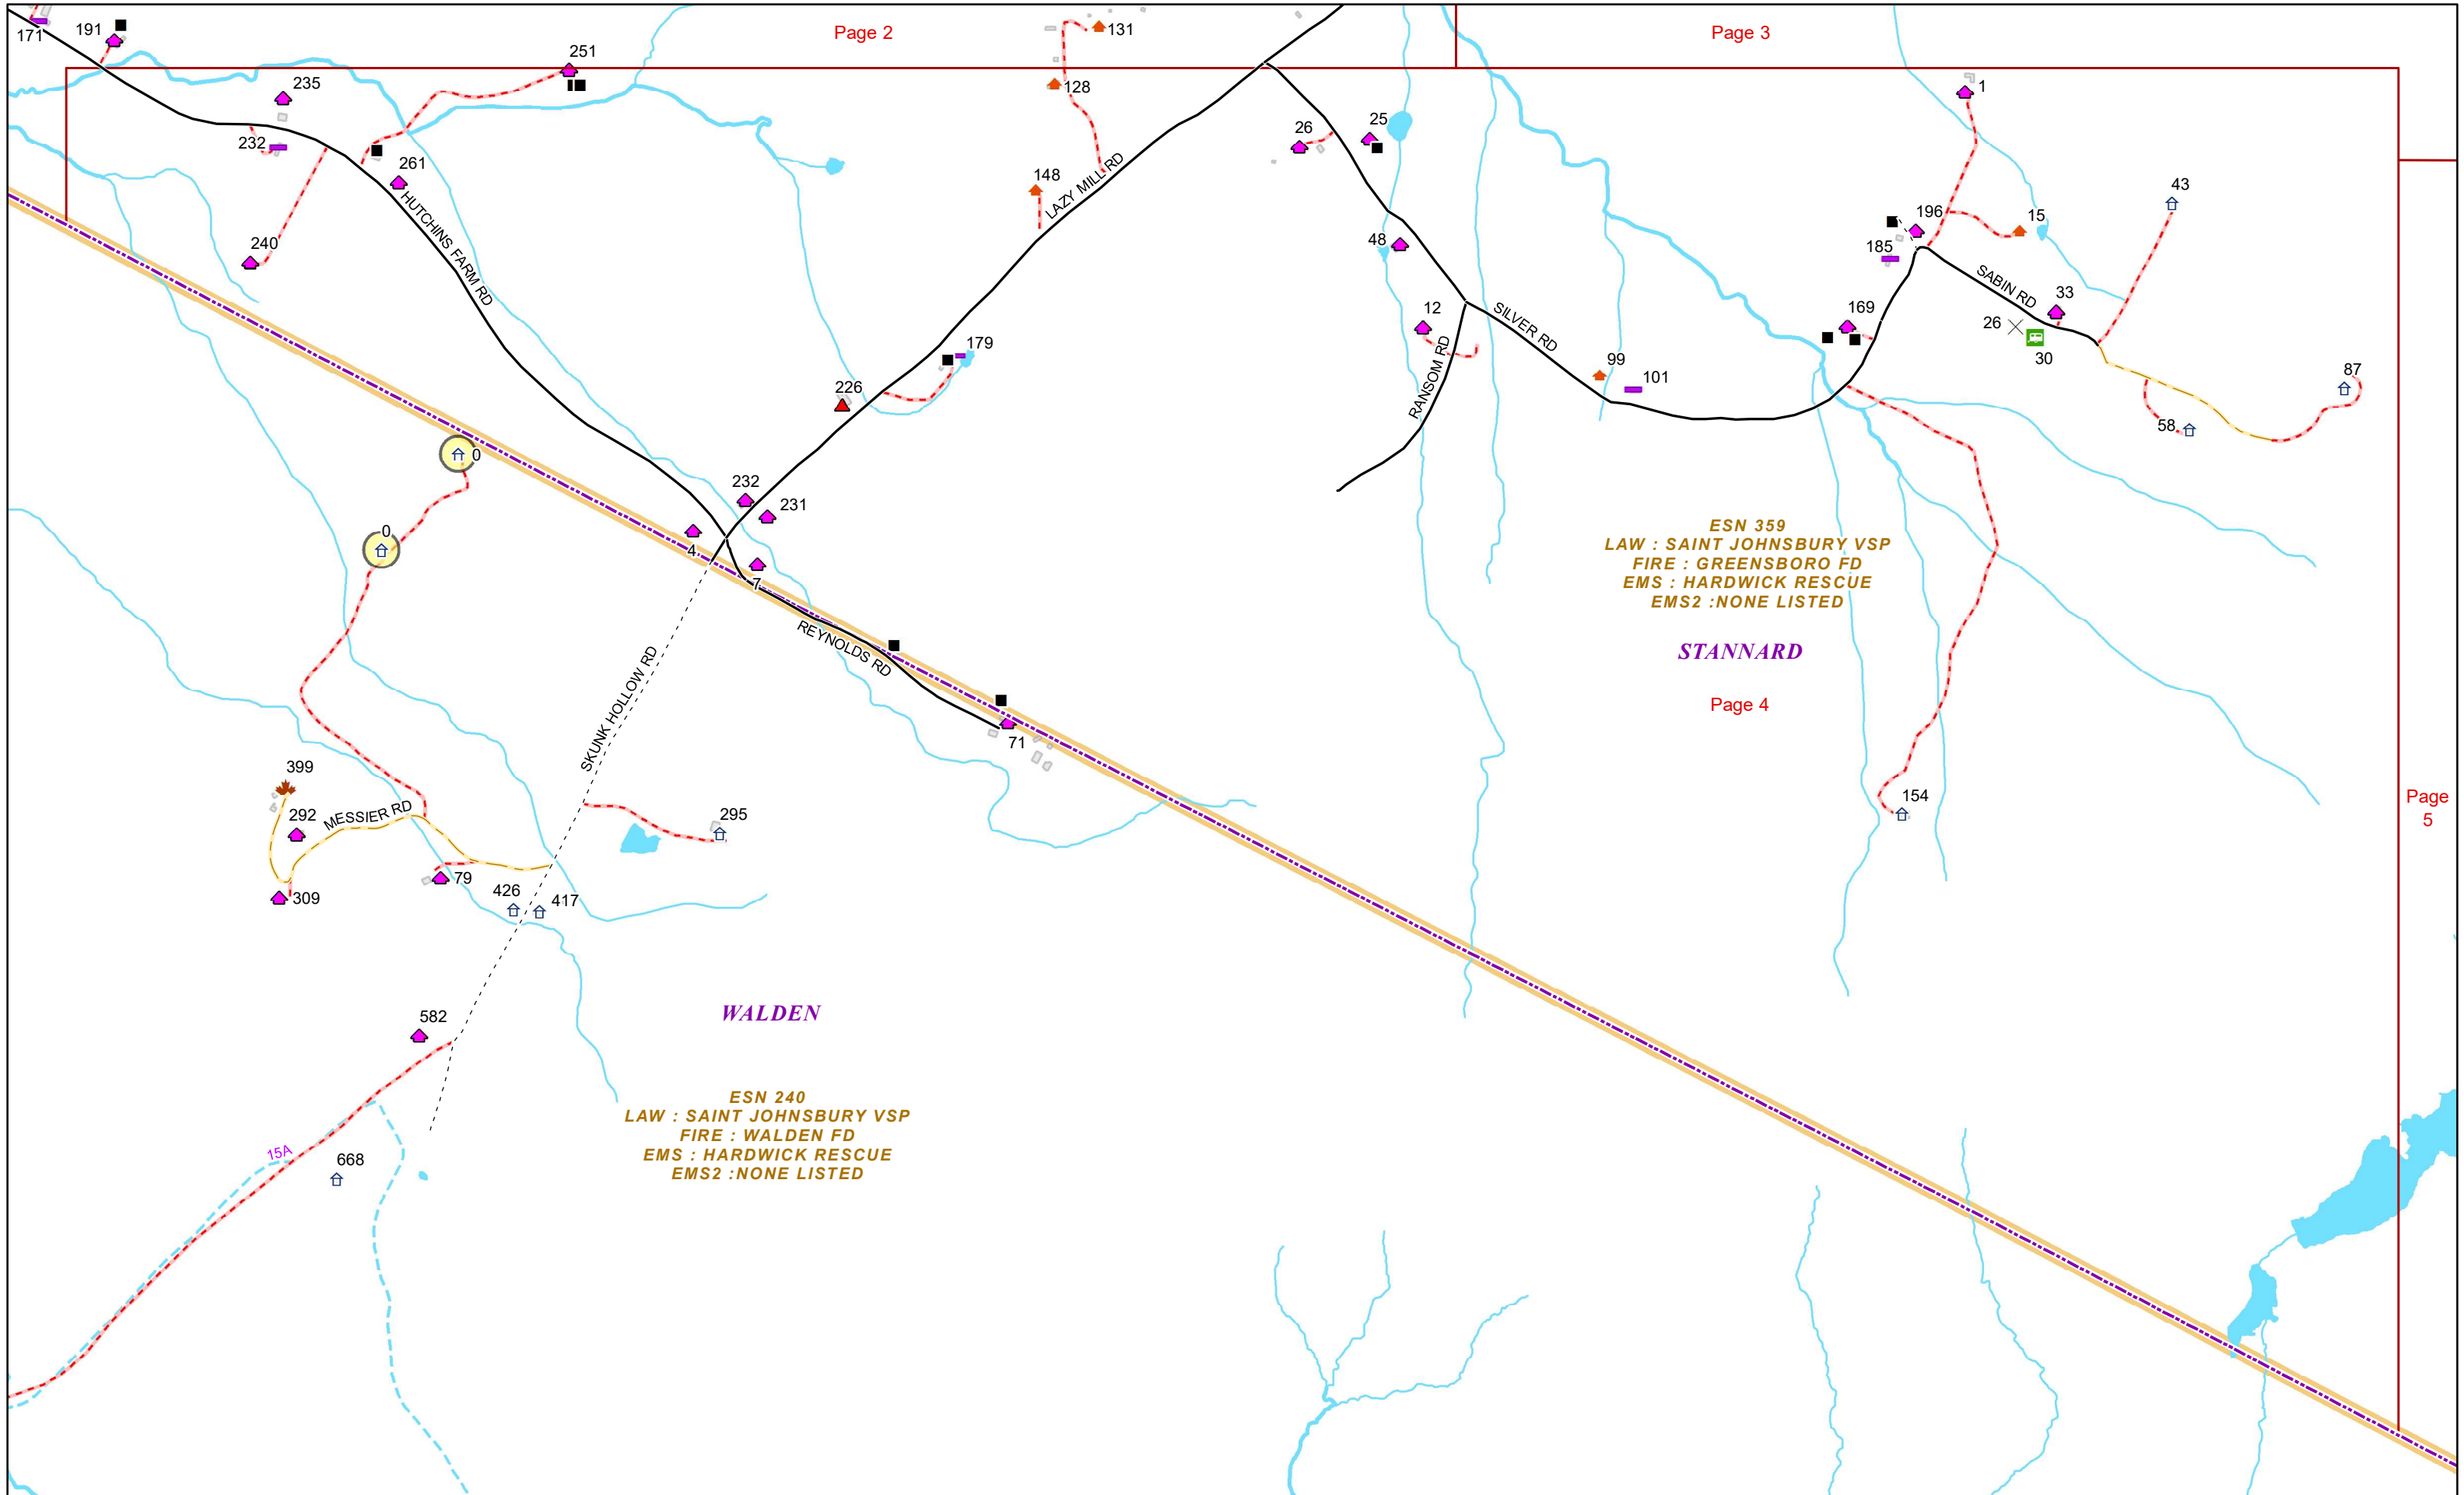 Page 2
Page 3
131
171
191
251
235
128
1
232
261
26
25
43
148
LAZY MILL RD
196
15
240
HUTCHINS FARM RD
48
185
SABIN RD
33
26
30
12
169
SILVER RD
179
RANSOM RD
99
101
87
226
58
0
232
231
0
4
7
ESN 359
LAW : SAINT JOHNSBURY VSP
FIRE : GREENSBORO FD
EMS : HARDWICK RESCUE
EMS2 :NONE LISTED
STANNARD
Page 4
REYNOLDS RD
SKUNK HOLLOW RD
71
399
292
MESSIER RD
295
154
Page
5
309
79
426
417
WALDEN
582
ESN 240
LAW : SAINT JOHNSBURY VSP
FIRE : WALDEN FD
EMS : HARDWICK RESCUE
EMS2 :NONE LISTED
15A
668